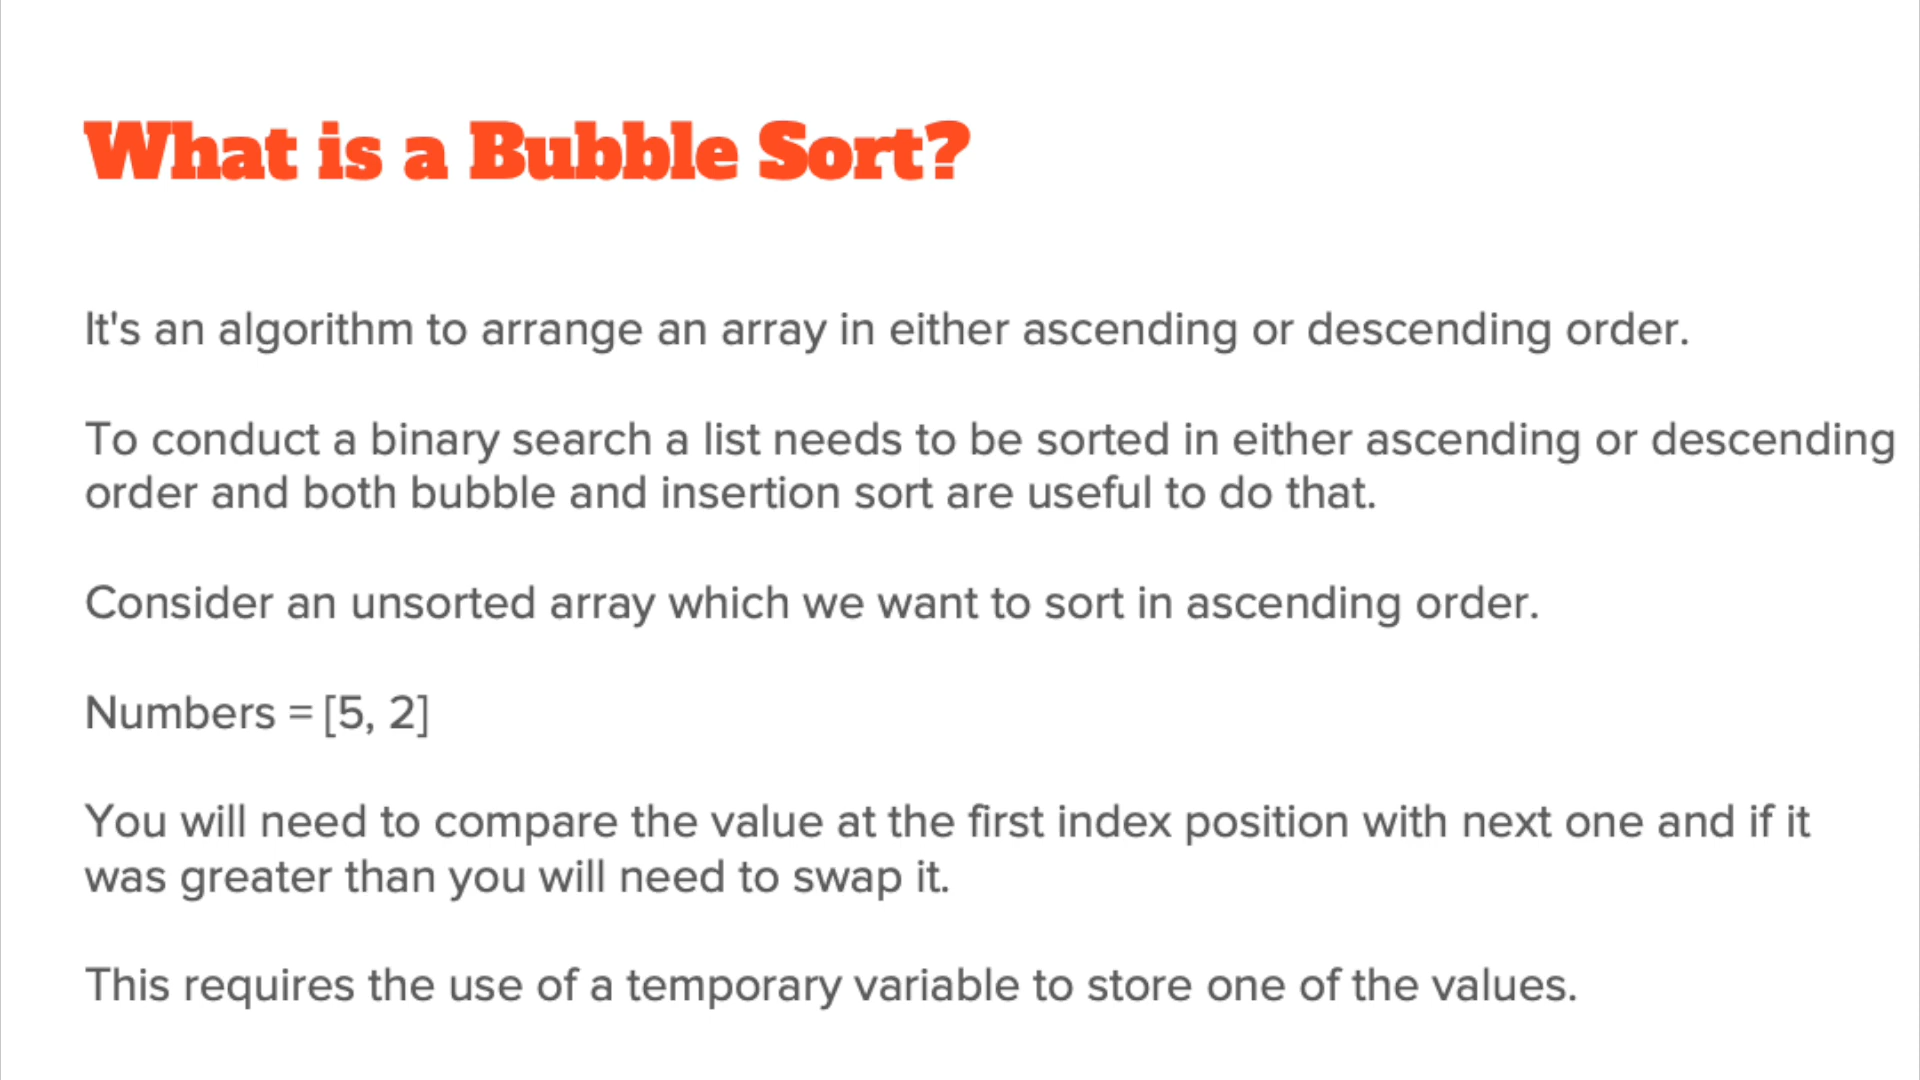 What is a Bubble Sort?
It's an algorithm to arrange an array in either ascending or descending order.
To conduct a binary search a list needs to be sorted in either ascending or descending
order and both bubble and insertion sort are useful to do that.
Consider an unsorted array which we want to sort in ascending order.
Numbers = [5, 2]
You will need to compare the value at the first index position with next one and if it
was greater than you will need to swap it.
This requires the use of a temporary variable to store one of the values.